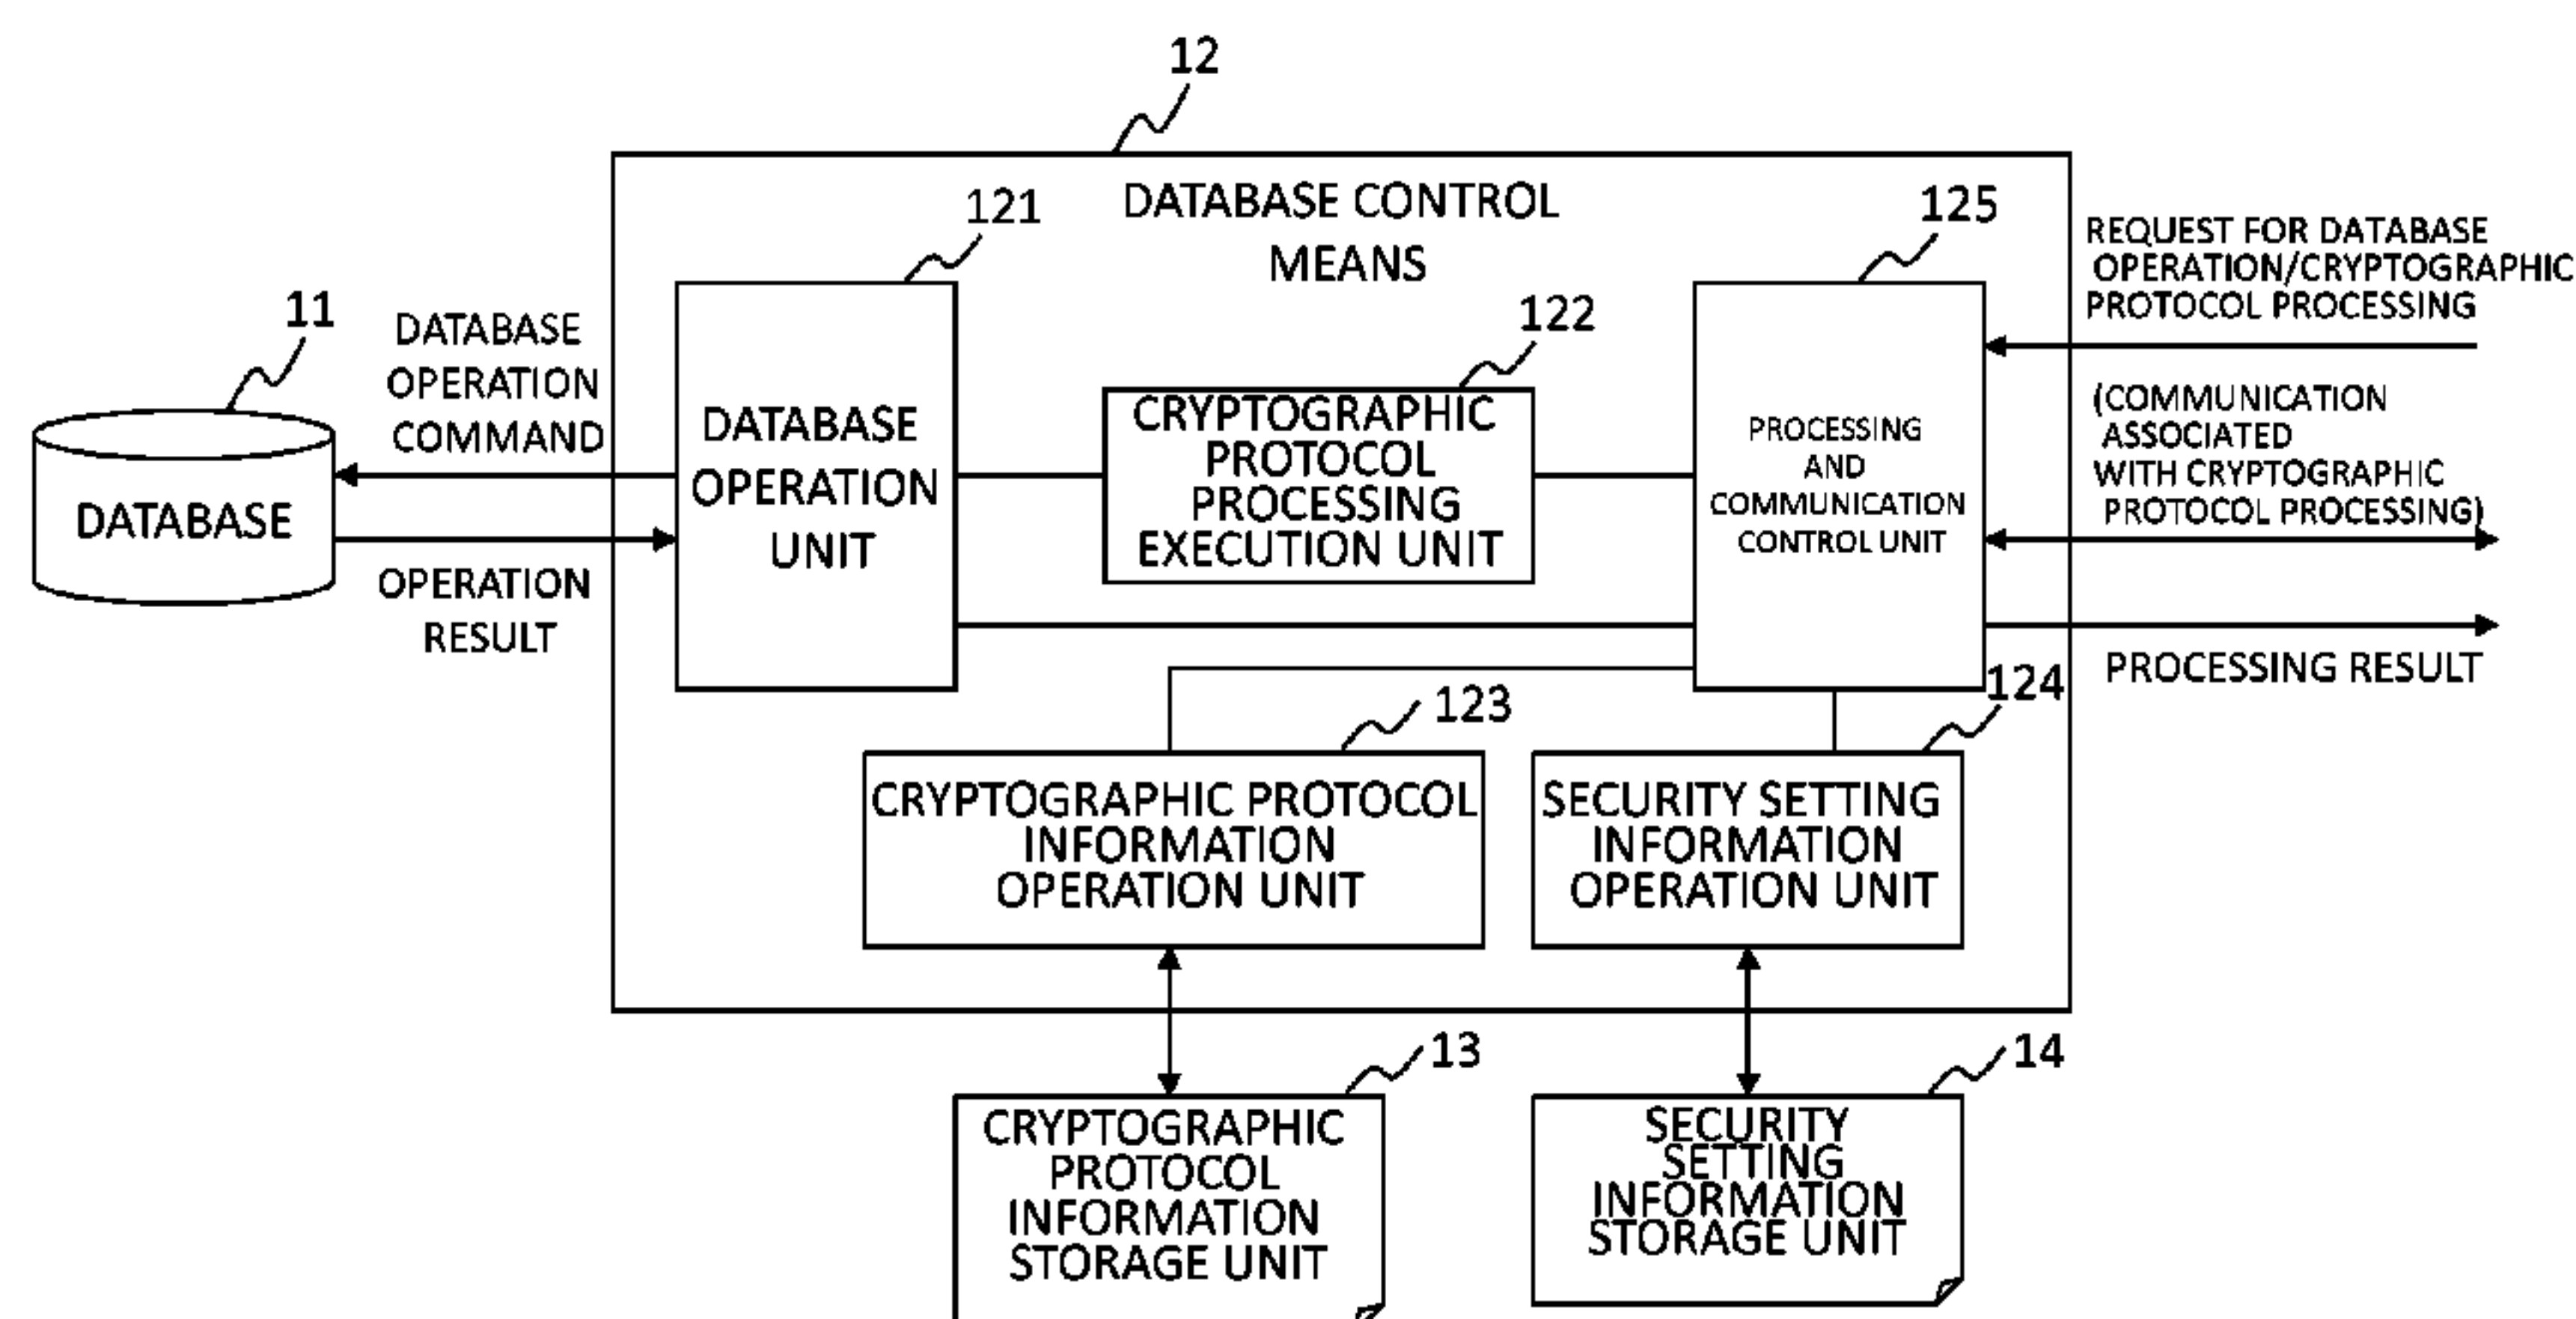 12
DATABASE CONTROL
MEANS
121
125
122
11
DATABASE
OPERATION
COMMAND
DATABASE
OPERATION
RESULT
DATABASE
OPERATION
UNIT
CRYPTOGRAPHIC
PROTOCOL
PROCESSING
EXECUTION UNIT
PROCESSING
AND
COMMUNICATION
CONTROL UNIT
REQUEST FOR DATABASE
OPERATION/CRYPTOGRAPHIC
PROTOCOL PROCESSING
(COMMUNICATION
ASSOCIATED
WITH CRYPTOGRAPHIC
PROTOCOL PROCESSING)
PROCESSING RESULT
123
124
CRYPTOGRAPHIC PROTOCOL
INFORMATION
OPERATION UNIT
SECURITY SETTING
INFORMATION
OPERATION UNIT
13
14
CRYPTOGRAPHIC
PROTOCOL
INFORMATION
STORAGE UNIT
SECURITY
SETTING
INFORMATION
STORAGE UNIT